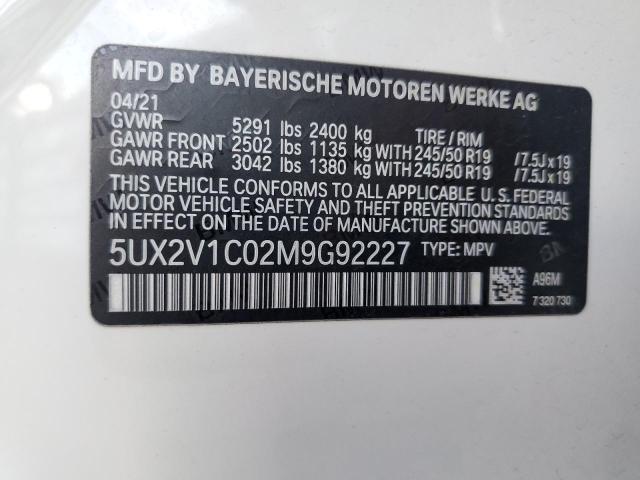 MFD BY BAYERISCHE MOTOREN WERKE AG
04/21
GVWR 5291 lbs 2400 kg TIRE / RIM
GAWR FRONT 2502 lbs 1135 kg WITH 245/50 R19 /7.5J x 19
GAWR REAR 3042 lbs 1380 kg WITH 245/50 R19 /7.5J x 19
THIS VEHICLE CONFORMS TO ALL APPLICABLE U. S. FEDERAL
MOTOR VEHICLE SAFETY AND THEFT PREVENTION STANDARDS
IN EFFECT ON THE DATE OF MANUFACTURE SHOWN ABOVE.
5UX2V1C02M9G92227 TYPE: MPV
A96M
7 320 730